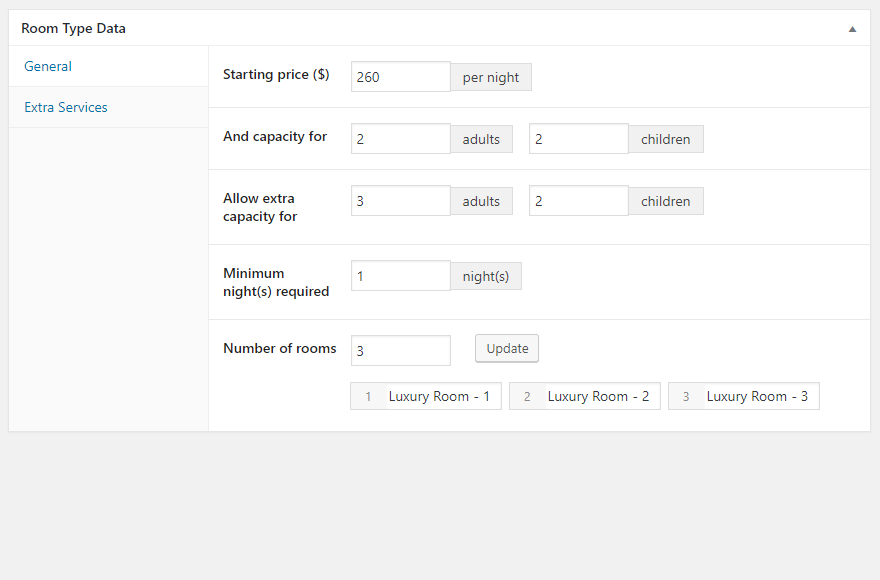 Room Type Data
General
Extra Services
Starting price ($) 260 per night
And capacity for 2 adults 2 children
Allow extra
capacity for 3 adults 2 children
Minimum
night(s) required 1 night(s)
Number of rooms 3 Update
1 Luxury Room - 1 2 Luxury Room - 2 3 Luxury Room - 3